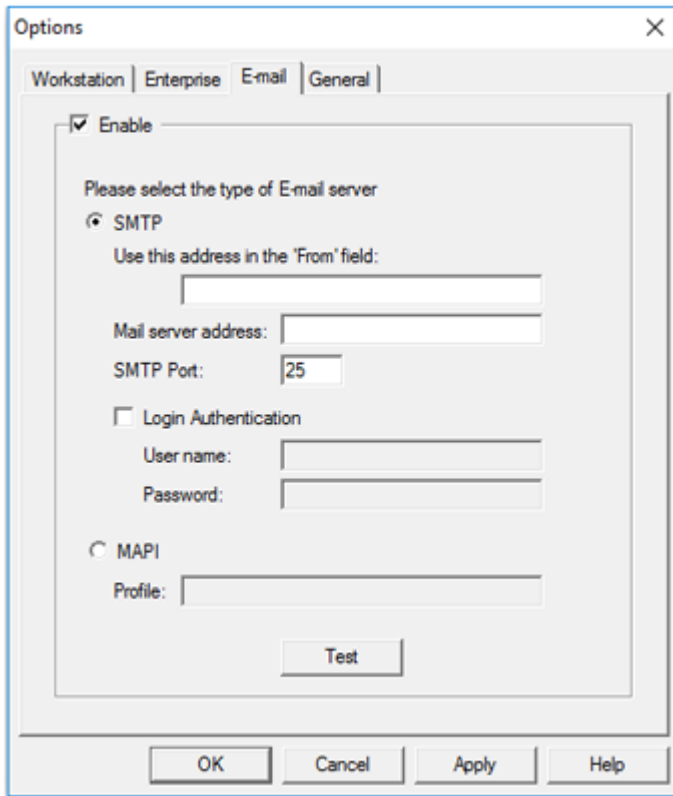 Options
Workstation Enterprise E-mail General
Enable
Please select the type of E-mail server
SMTP
Use this address in the 'From' field:
Mail server address:
SMTP Port: 25
Login Authentication
User name:
Password:
MAPI
Profile:
Test
OK Cancel Apply Help